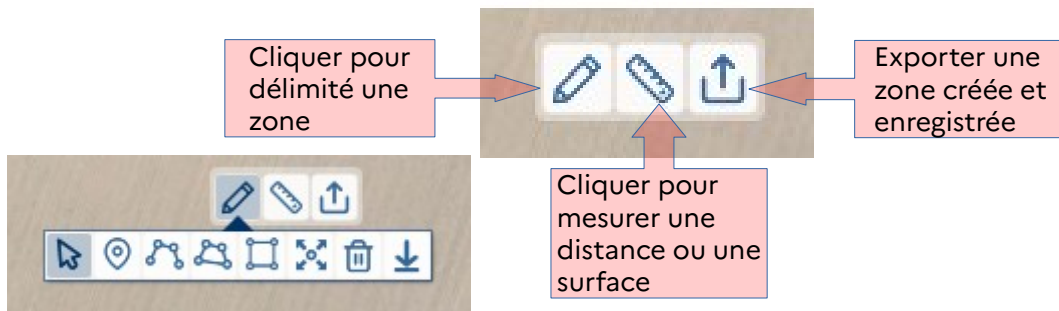 Cliquer pour
délimité une
zone
Exporter une
zone créée et
enregistrée
Cliquer pour
mesurer une
distance ou une
surface